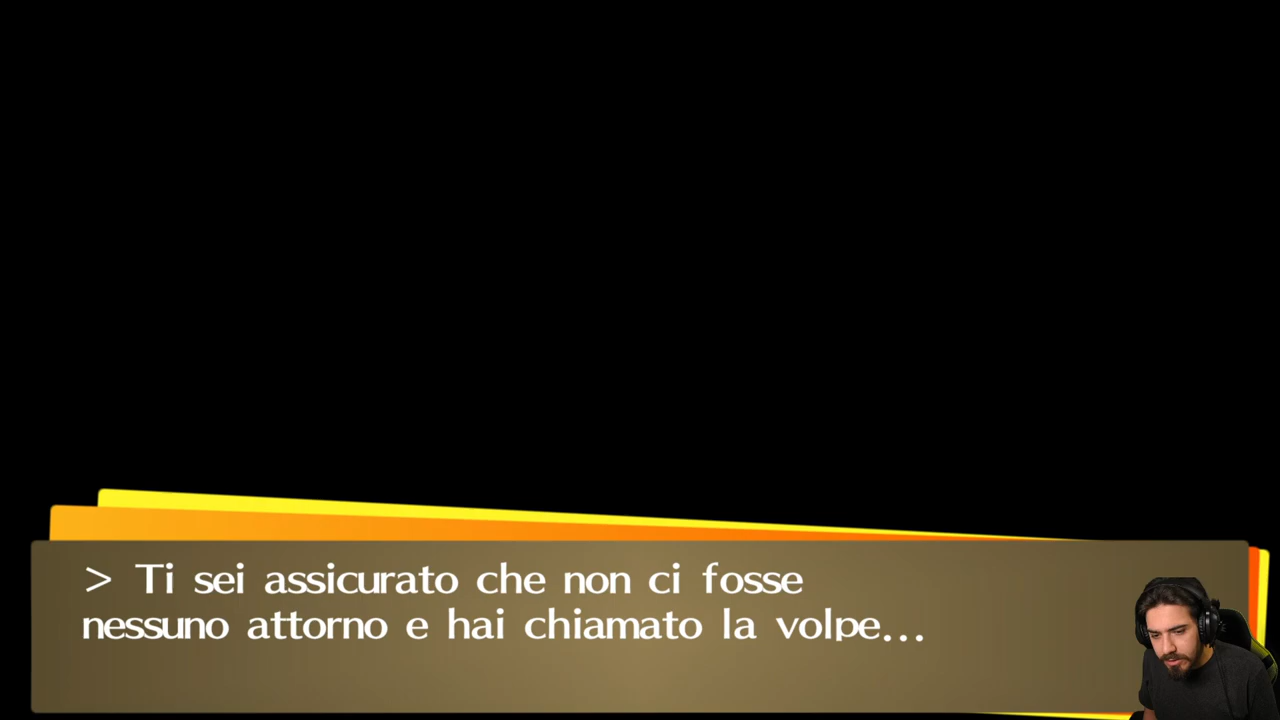 > Ti sei assicurato che non ci fosse
nessuno attorno e hai chiamato la volpe...